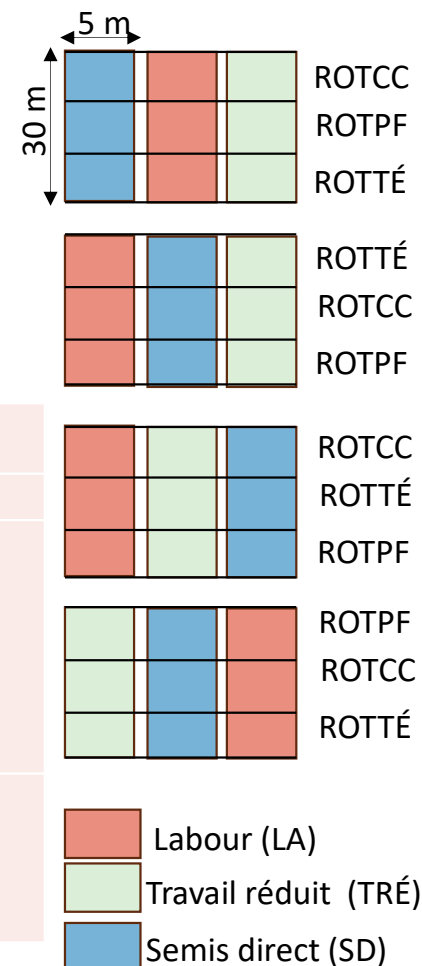 5 m
30 m
ROTCC
ROTPF
ROTTÉ
ROTTÉ
ROTCC
ROTPF
ROTCC
ROTTÉ
ROTPF
ROTPF
ROTCC
ROTTÉ
Labour (LA)
Travail réduit (TRÉ)
Semis direct (SD)